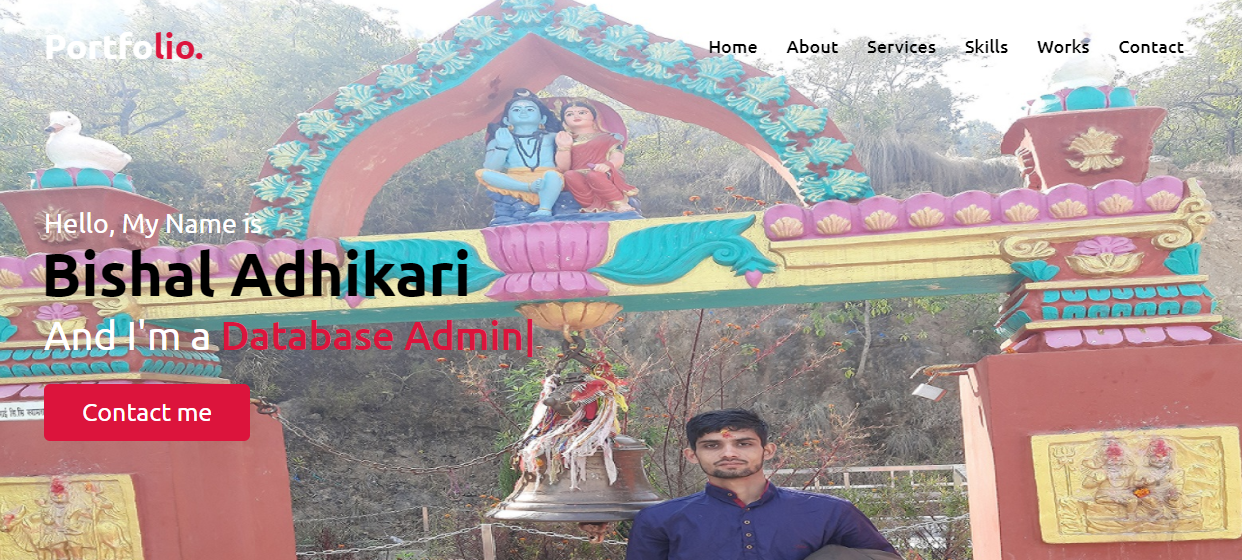 Portfolio.
Home About Services Skills Works Contact
Hello, My Name is
Bishal Adhikari
And I'm a Database Admin|
Contact me